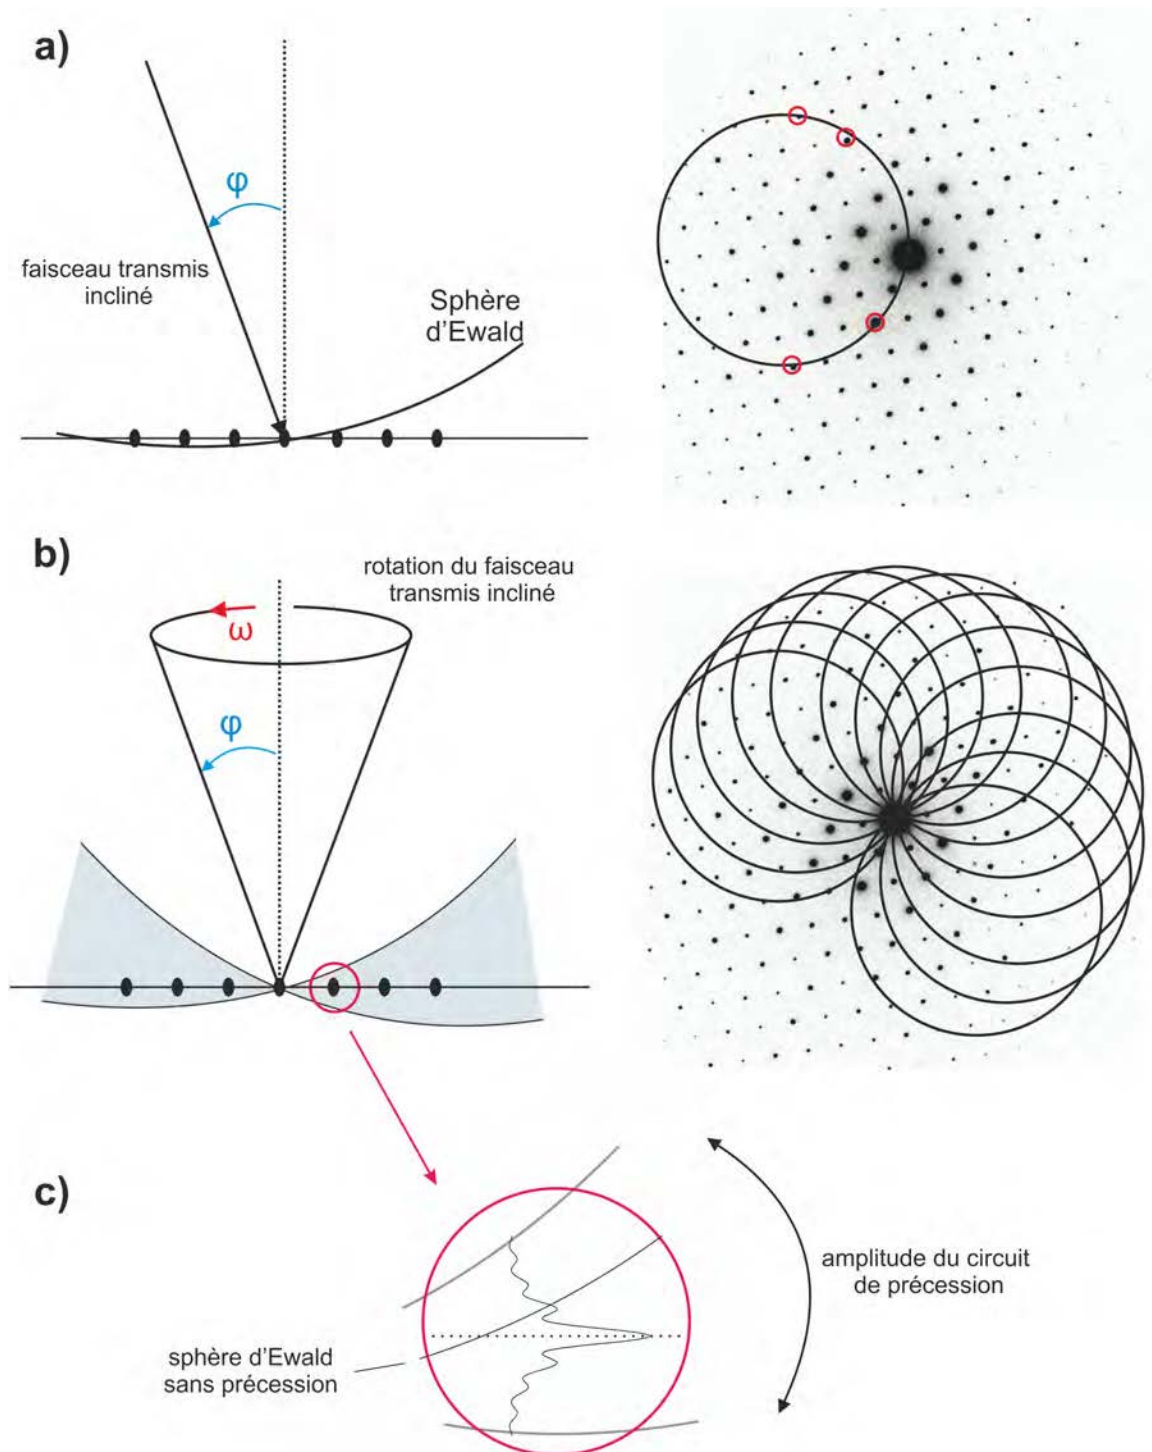 a)
φ
faisceau transmis
incliné
Sphère
d'Ewald
b)
rotation du faisceau
transmis incliné
ω
φ
c)
amplitude du circuit
de précession
sphère d'Ewald
sans précession